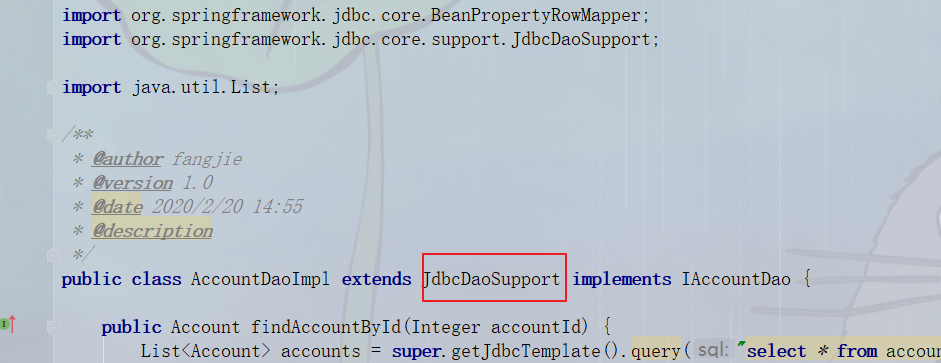 import org.springframework.jdbc.core.BeanPropertyRowMapper;
import org.springframework.jdbc.core.support.JdbcDaoSupport;
import java.util.List;
/**
* @author fangjie
* @version 1.0
* @date 2020/2/20 14:55
* @description
*/
public class AccountDaoImpl extends JdbcDaoSupport implements IAccountDao {
public Account findAccountById(Integer accountId) {
List<Account> accounts = super.getJdbcTemplate().query( sql: "select * from accou